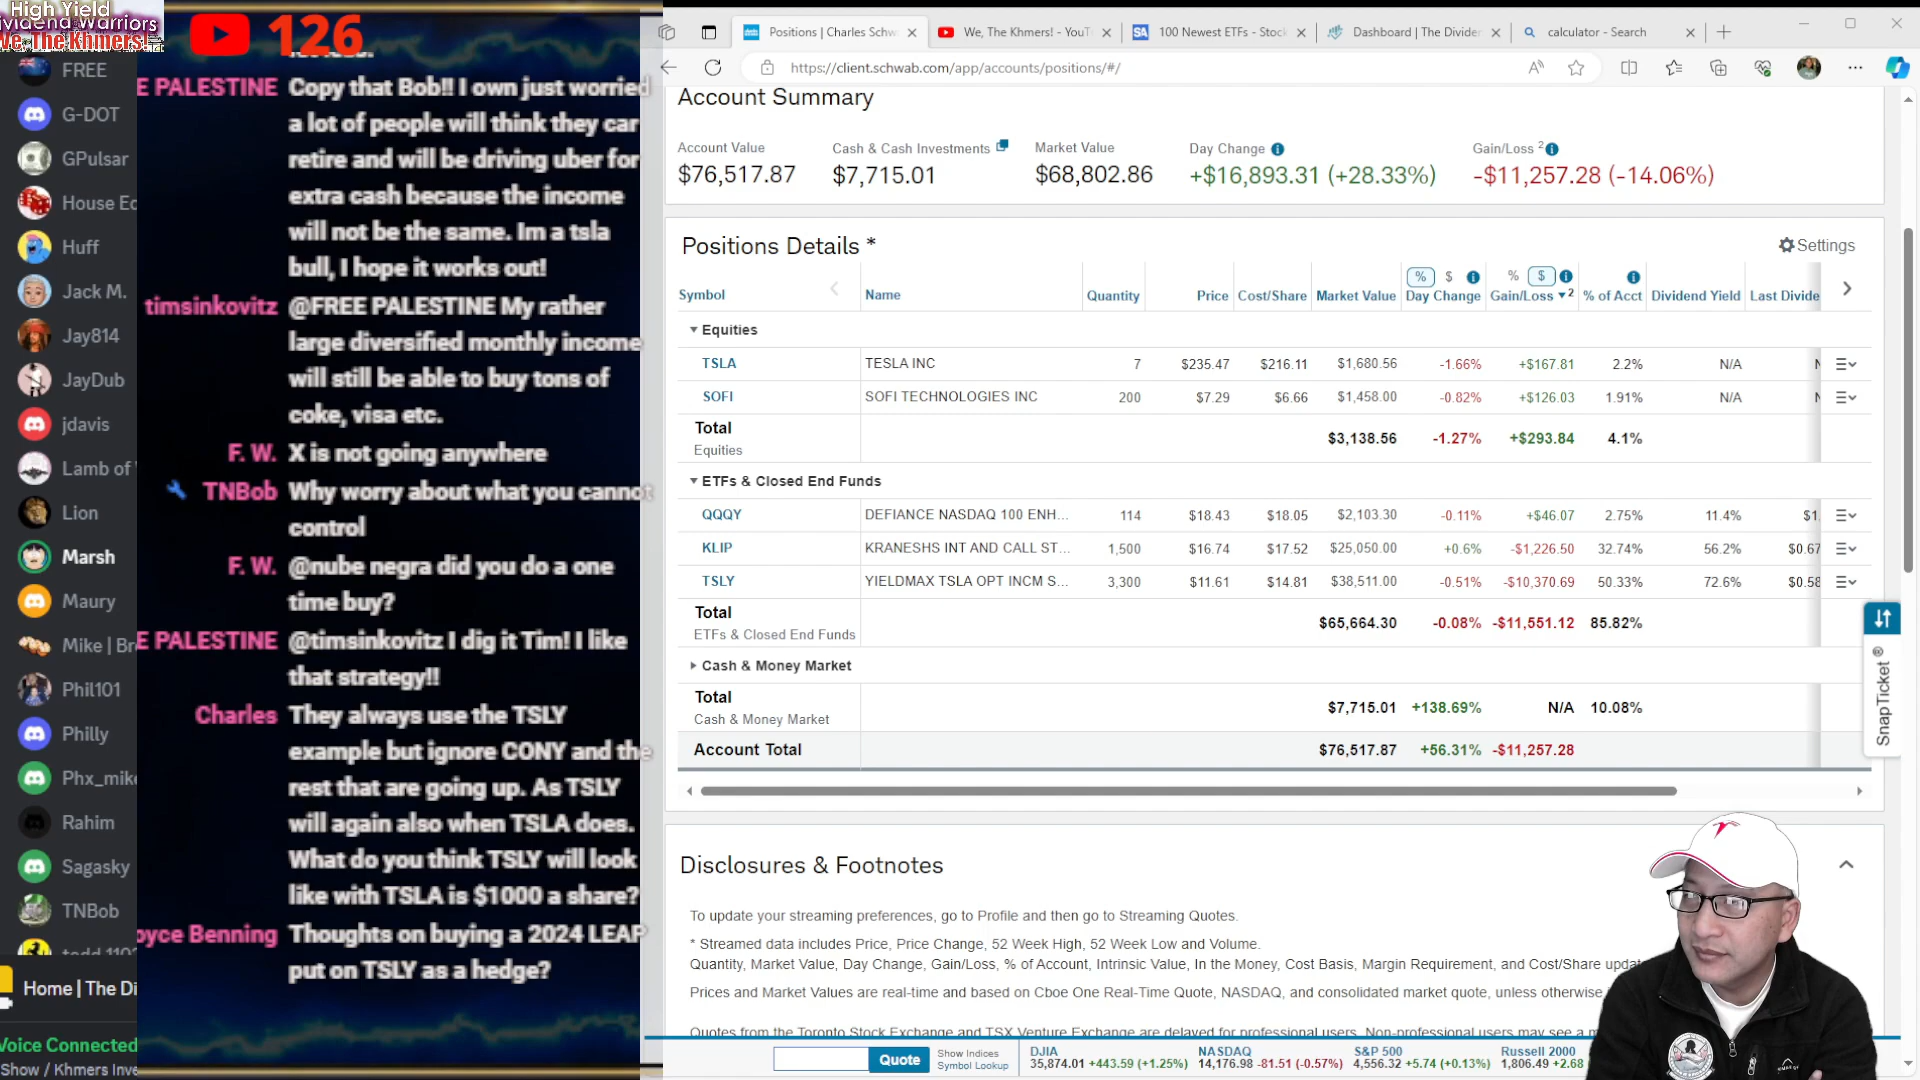 High Yield
Dividend Warriors
We, The Khmers!
126
FREE
G-DOT
GPulsar
House Ec
Huff
Jack M.
Jay814
JayDub
jdavis
Lamb of
Lion
Marsh
Maury
Mike | Br
Phil101
Philly
Phx_mike
Rahim
Sagasky
TNBob
Home | The Di
Voice Connected
Show / Khmers Inve
E PALESTINE Copy that Bob!! I own just worried
a lot of people will think they can
retire and will be driving uber for
extra cash because the income
will not be the same. Im a tsla
bull, I hope it works out!
timsinkovitz @FREE PALESTINE My rather
large diversified monthly income
will still be able to buy tons of
coke, visa etc.
F. W. X is not going anywhere
TNBob Why worry about what you cannot
control
F. W. @nube negra did you do a one
time buy?
E PALESTINE @timsinkovitz I dig it Tim! I like
that strategy!!
Charles They always use the TSLY
example but ignore CONY and the
rest that are going up. As TSLY
will again also when TSLA does.
What do you think TSLY will look
like with TSLA is $1000 a share?
oyce Benning Thoughts on buying a 2024 LEAP
put on TSLY as a hedge?
Positions | Charles Schw
We, The Khmers! - YouT
SA 100 Newest ETFs - Stock
Dashboard | The Divider
calculator - Search
https://client.schwab.com/app/accounts/positions/#/
Account Summary
Account Value Cash & Cash Investments Market Value Day Change Gain/Loss 2
$76,517.87 $7,715.01 $68,802.86 +$16,893.31 (+28.33%) -$11,257.28 (-14.06%)
Positions Details *
Settings
% $ % $
Symbol Name Quantity Price Cost/Share Market Value Day Change Gain/Loss 2 % of Acct Dividend Yield Last Divide
Equities
TSLA TESLA INC 7 $235.47 $216.11 $1,680.56 -1.66% +$167.81 2.2% N/A N
SOFI SOFI TECHNOLOGIES INC 200 $7.29 $6.66 $1,458.00 -0.82% +$126.03 1.91% N/A N
Total
Equities
$3,138.56 -1.27% +$293.84 4.1%
ETFs & Closed End Funds
QQQY DEFIANCE NASDAQ 100 ENH... 114 $18.43 $18.05 $2,103.30 -0.11% +$46.07 2.75% 11.4% $1.
KLIP KRANESHS INT AND CALL ST... 1,500 $16.74 $17.52 $25,050.00 +0.6% -$1,226.50 32.74% 56.2% $0.67
TSLY YIELDMAX TSLA OPT INCM S... 3,300 $11.61 $14.81 $38,511.00 -0.51% -$10,370.69 50.33% 72.6% $0.58
Total
ETFs & Closed End Funds
$65,664.30 -0.08% -$11,551.12 85.82%
Cash & Money Market
Total
Cash & Money Market
$7,715.01 +138.69% N/A 10.08%
Account Total $76,517.87 +56.31% -$11,257.28
SnapTicket ®
Disclosures & Footnotes
To update your streaming preferences, go to Profile and then go to Streaming Quotes.
* Streamed data includes Price, Price Change, 52 Week High, 52 Week Low and Volume.
Quantity, Market Value, Day Change, Gain/Loss, % of Account, Intrinsic Value, In the Money, Cost Basis, Margin Requirement, and Cost/Share upda
Prices and Market Values are real-time and based on Cboe One Real-Time Quote, NASDAQ, and consolidated market quote, unless otherwise
Quotes from the Toronto Stock Exchange and TSX Venture Exchange are delayed for professional users. Non-professional users may see a
Quote
Show Indices
Symbol Lookup
DJIA
35,874.01 +443.59 (+1.25%)
NASDAQ
14,176.98 -81.51 (-0.57%)
S&P 500
4,556.32 +5.74 (+0.13%)
Russell 2000
1,806.49 +2.68